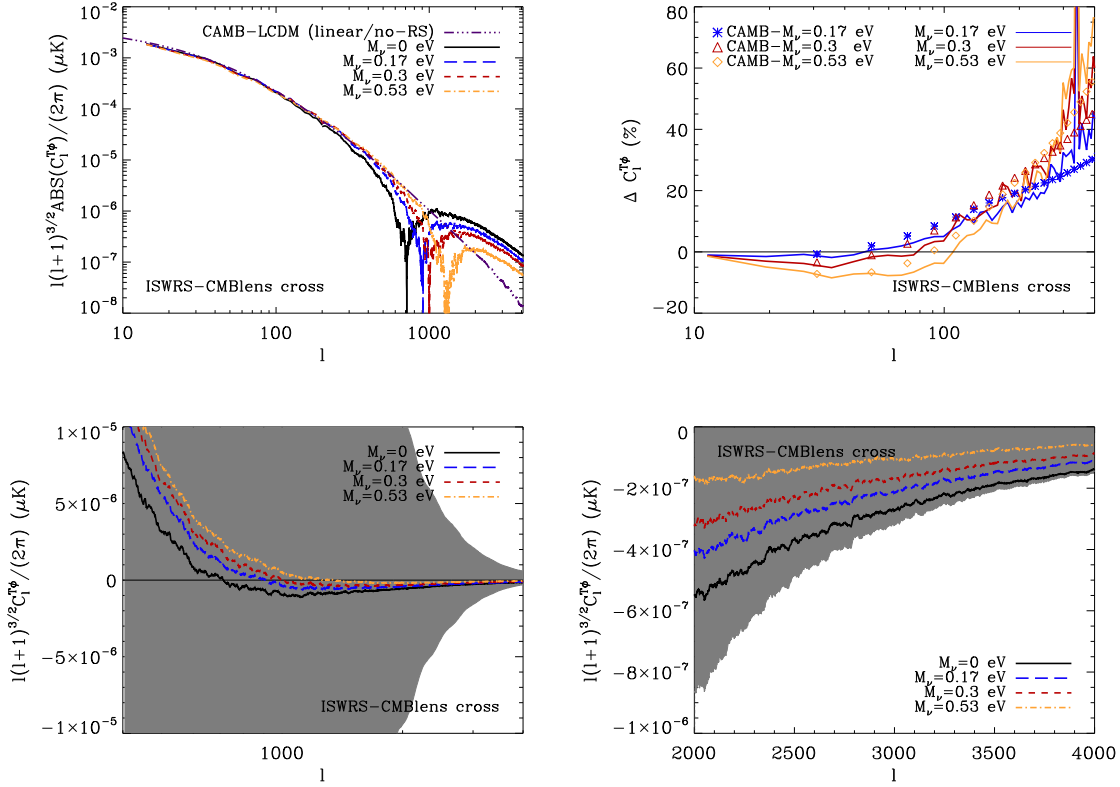 CAMB-LCDM (linear/no-RS)
Mν=0 eV
Mν=0.17 eV
Mν=0.3 eV
Mν=0.53 eV
ISWRS-CMBlens cross
l(l+1)^3/2 ABS(C_l^Tφ)/(2π) (μK)
10^-2
10^-3
10^-4
10^-5
10^-6
10^-7
10^-8
10 100 1000
l
CAMB-Mν=0.17 eV Mν=0.17 eV
CAMB-Mν=0.3 eV Mν=0.3 eV
CAMB-Mν=0.53 eV Mν=0.53 eV
ISWRS-CMBlens cross
Δ C_l^Tφ (%)
80
60
40
20
0
-20
10 100
l
Mν=0 eV
Mν=0.17 eV
Mν=0.3 eV
Mν=0.53 eV
ISWRS-CMBlens cross
l(l+1)^3/2 C_l^Tφ/(2π) (μK)
1×10^-5
5×10^-6
0
-5×10^-6
-1×10^-5
1000
l
ISWRS-CMBlens cross
Mν=0 eV
Mν=0.17 eV
Mν=0.3 eV
Mν=0.53 eV
l(l+1)^3/2 C_l^Tφ/(2π) (μK)
0
-2×10^-7
-4×10^-7
-6×10^-7
-8×10^-7
-1×10^-6
2000 2500 3000 3500 4000
l